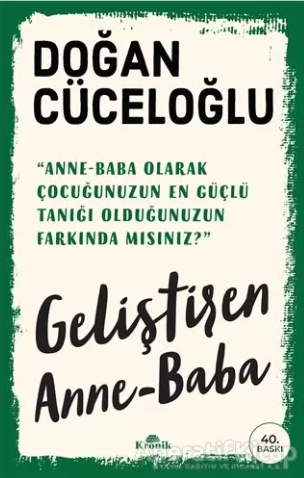 DOĞAN
CÜCELOĞLU
“ANNE-BABA OLARAK
ÇOCUĞUNUZUN EN GÜÇLÜ
TANIĞI OLDUĞUNUZUN
FARKINDA MISINIZ?”
Geliştiren
Anne-Baba
Kronik
40.
BASKI